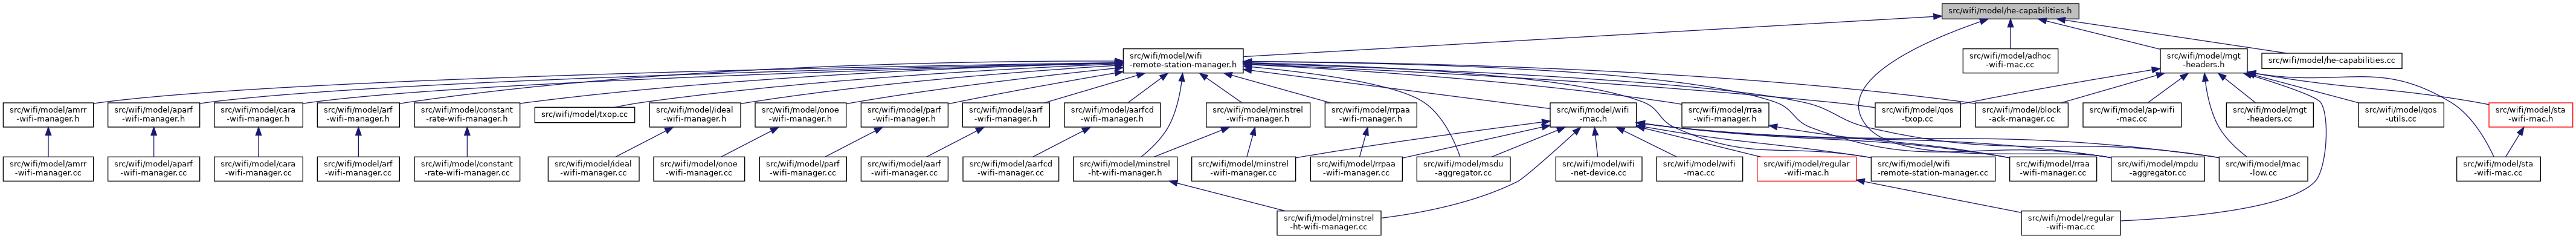 src/wifi/model/he-capabilities.h
src/wifi/model/wifi
-remote-station-manager.h
src/wifi/model/adhoc
-wifi-mac.cc
src/wifi/model/mgt
-headers.h
src/wifi/model/he-capabilities.cc
src/wifi/model/amrr
-wifi-manager.h
src/wifi/model/aparf
-wifi-manager.h
src/wifi/model/cara
-wifi-manager.h
src/wifi/model/arf
-wifi-manager.h
src/wifi/model/constant
-rate-wifi-manager.h
src/wifi/model/txop.cc
src/wifi/model/ideal
-wifi-manager.h
src/wifi/model/onoe
-wifi-manager.h
src/wifi/model/parf
-wifi-manager.h
src/wifi/model/aarf
-wifi-manager.h
src/wifi/model/aarfcd
-wifi-manager.h
src/wifi/model/minstrel
-wifi-manager.h
src/wifi/model/rrpaa
-wifi-manager.h
src/wifi/model/wifi
-mac.h
src/wifi/model/rraa
-wifi-manager.h
src/wifi/model/qos
-txop.cc
src/wifi/model/block
-ack-manager.cc
src/wifi/model/ap-wifi
-mac.cc
src/wifi/model/mgt
-headers.cc
src/wifi/model/qos
-utils.cc
src/wifi/model/sta
-wifi-mac.h
src/wifi/model/amrr
-wifi-manager.cc
src/wifi/model/aparf
-wifi-manager.cc
src/wifi/model/cara
-wifi-manager.cc
src/wifi/model/arf
-wifi-manager.cc
src/wifi/model/constant
-rate-wifi-manager.cc
src/wifi/model/ideal
-wifi-manager.cc
src/wifi/model/onoe
-wifi-manager.cc
src/wifi/model/parf
-wifi-manager.cc
src/wifi/model/aarf
-wifi-manager.cc
src/wifi/model/aarfcd
-wifi-manager.cc
src/wifi/model/minstrel
-ht-wifi-manager.h
src/wifi/model/minstrel
-wifi-manager.cc
src/wifi/model/rrpaa
-wifi-manager.cc
src/wifi/model/msdu
-aggregator.cc
src/wifi/model/wifi
-net-device.cc
src/wifi/model/wifi
-mac.cc
src/wifi/model/regular
-wifi-mac.h
src/wifi/model/wifi
-remote-station-manager.cc
src/wifi/model/rraa
-wifi-manager.cc
src/wifi/model/mpdu
-aggregator.cc
src/wifi/model/mac
-low.cc
src/wifi/model/sta
-wifi-mac.cc
src/wifi/model/minstrel
-ht-wifi-manager.cc
src/wifi/model/regular
-wifi-mac.cc